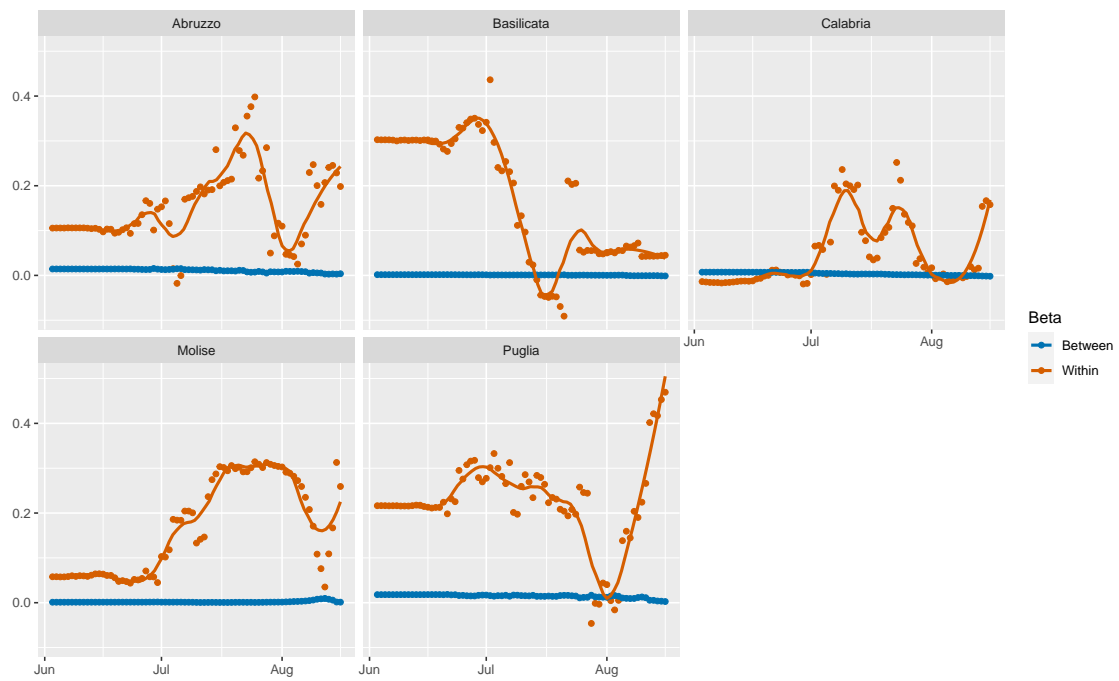 Abruzzo
Basilicata
Calabria
0.4
0.2
0.0
Jun
Jul
Aug
Molise
Puglia
0.4
0.2
0.0
Jun
Jul
Aug
Jun
Jul
Aug
Beta
Between
Within